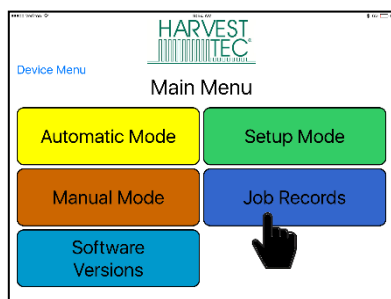 HARVEST
TEC
Device Menu
Main Menu
Automatic Mode
Setup Mode
Manual Mode
Job Records
Software
Versions